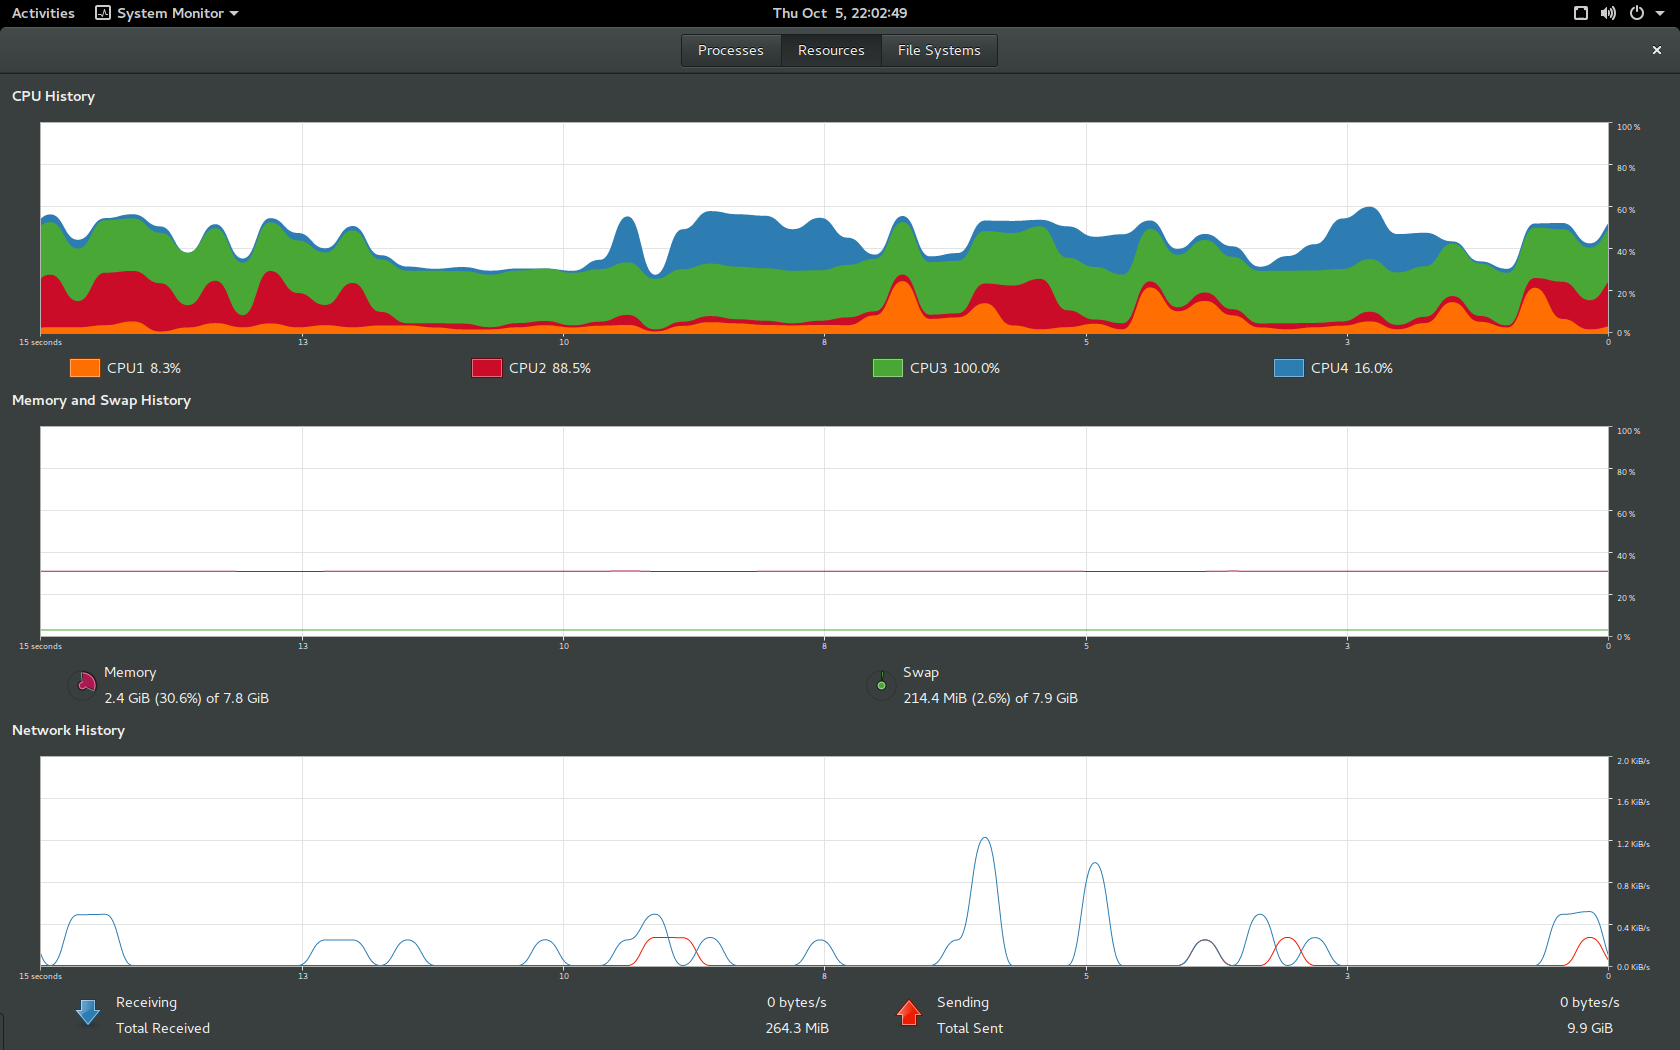 Activities System Monitor Thu Oct 5, 22:02:49
Processes Resources File Systems
CPU History
100 %
80 %
60 %
40 %
20 %
0 %
15 seconds 13 10 8 5 3 0
CPU1 8.3% CPU2 88.5% CPU3 100.0% CPU4 16.0%
Memory and Swap History
100 %
80 %
60 %
40 %
20 %
0 %
15 seconds 13 10 8 5 3 0
Memory Swap
2.4 GiB (30.6%) of 7.8 GiB 214.4 MiB (2.6%) of 7.9 GiB
Network History
2.0 KiB/s
1.6 KiB/s
1.2 KiB/s
0.8 KiB/s
0.4 KiB/s
0.0 KiB/s
15 seconds 13 10 8 5 3 0
Receiving 0 bytes/s Sending 0 bytes/s
Total Received 264.3 MiB Total Sent 9.9 GiB